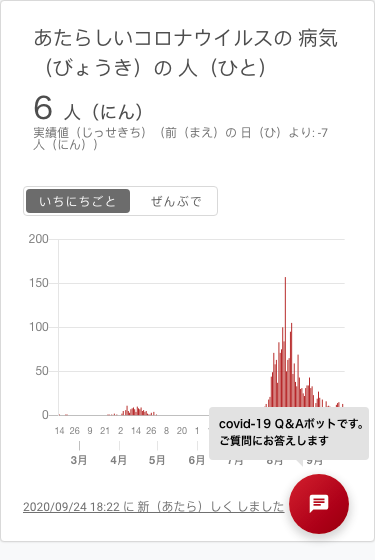 あたらしいコロナウイルスの 病気
（びょうき）の 人（ひと）
6 人（にん）
実績値（じっせきち）（前（まえ）の 日（ひ）より: -7
人（にん））
いちにちごと ぜんぶで
200
150
100
50
0
14 26 9 21 2 14 26 8 20 1
3月 4月 5月 6月 7月 8月 9月
covid-19 Q&Aボットです。
ご質問にお答えします
2020/09/24 18:22 に 新（あたら）しく しました